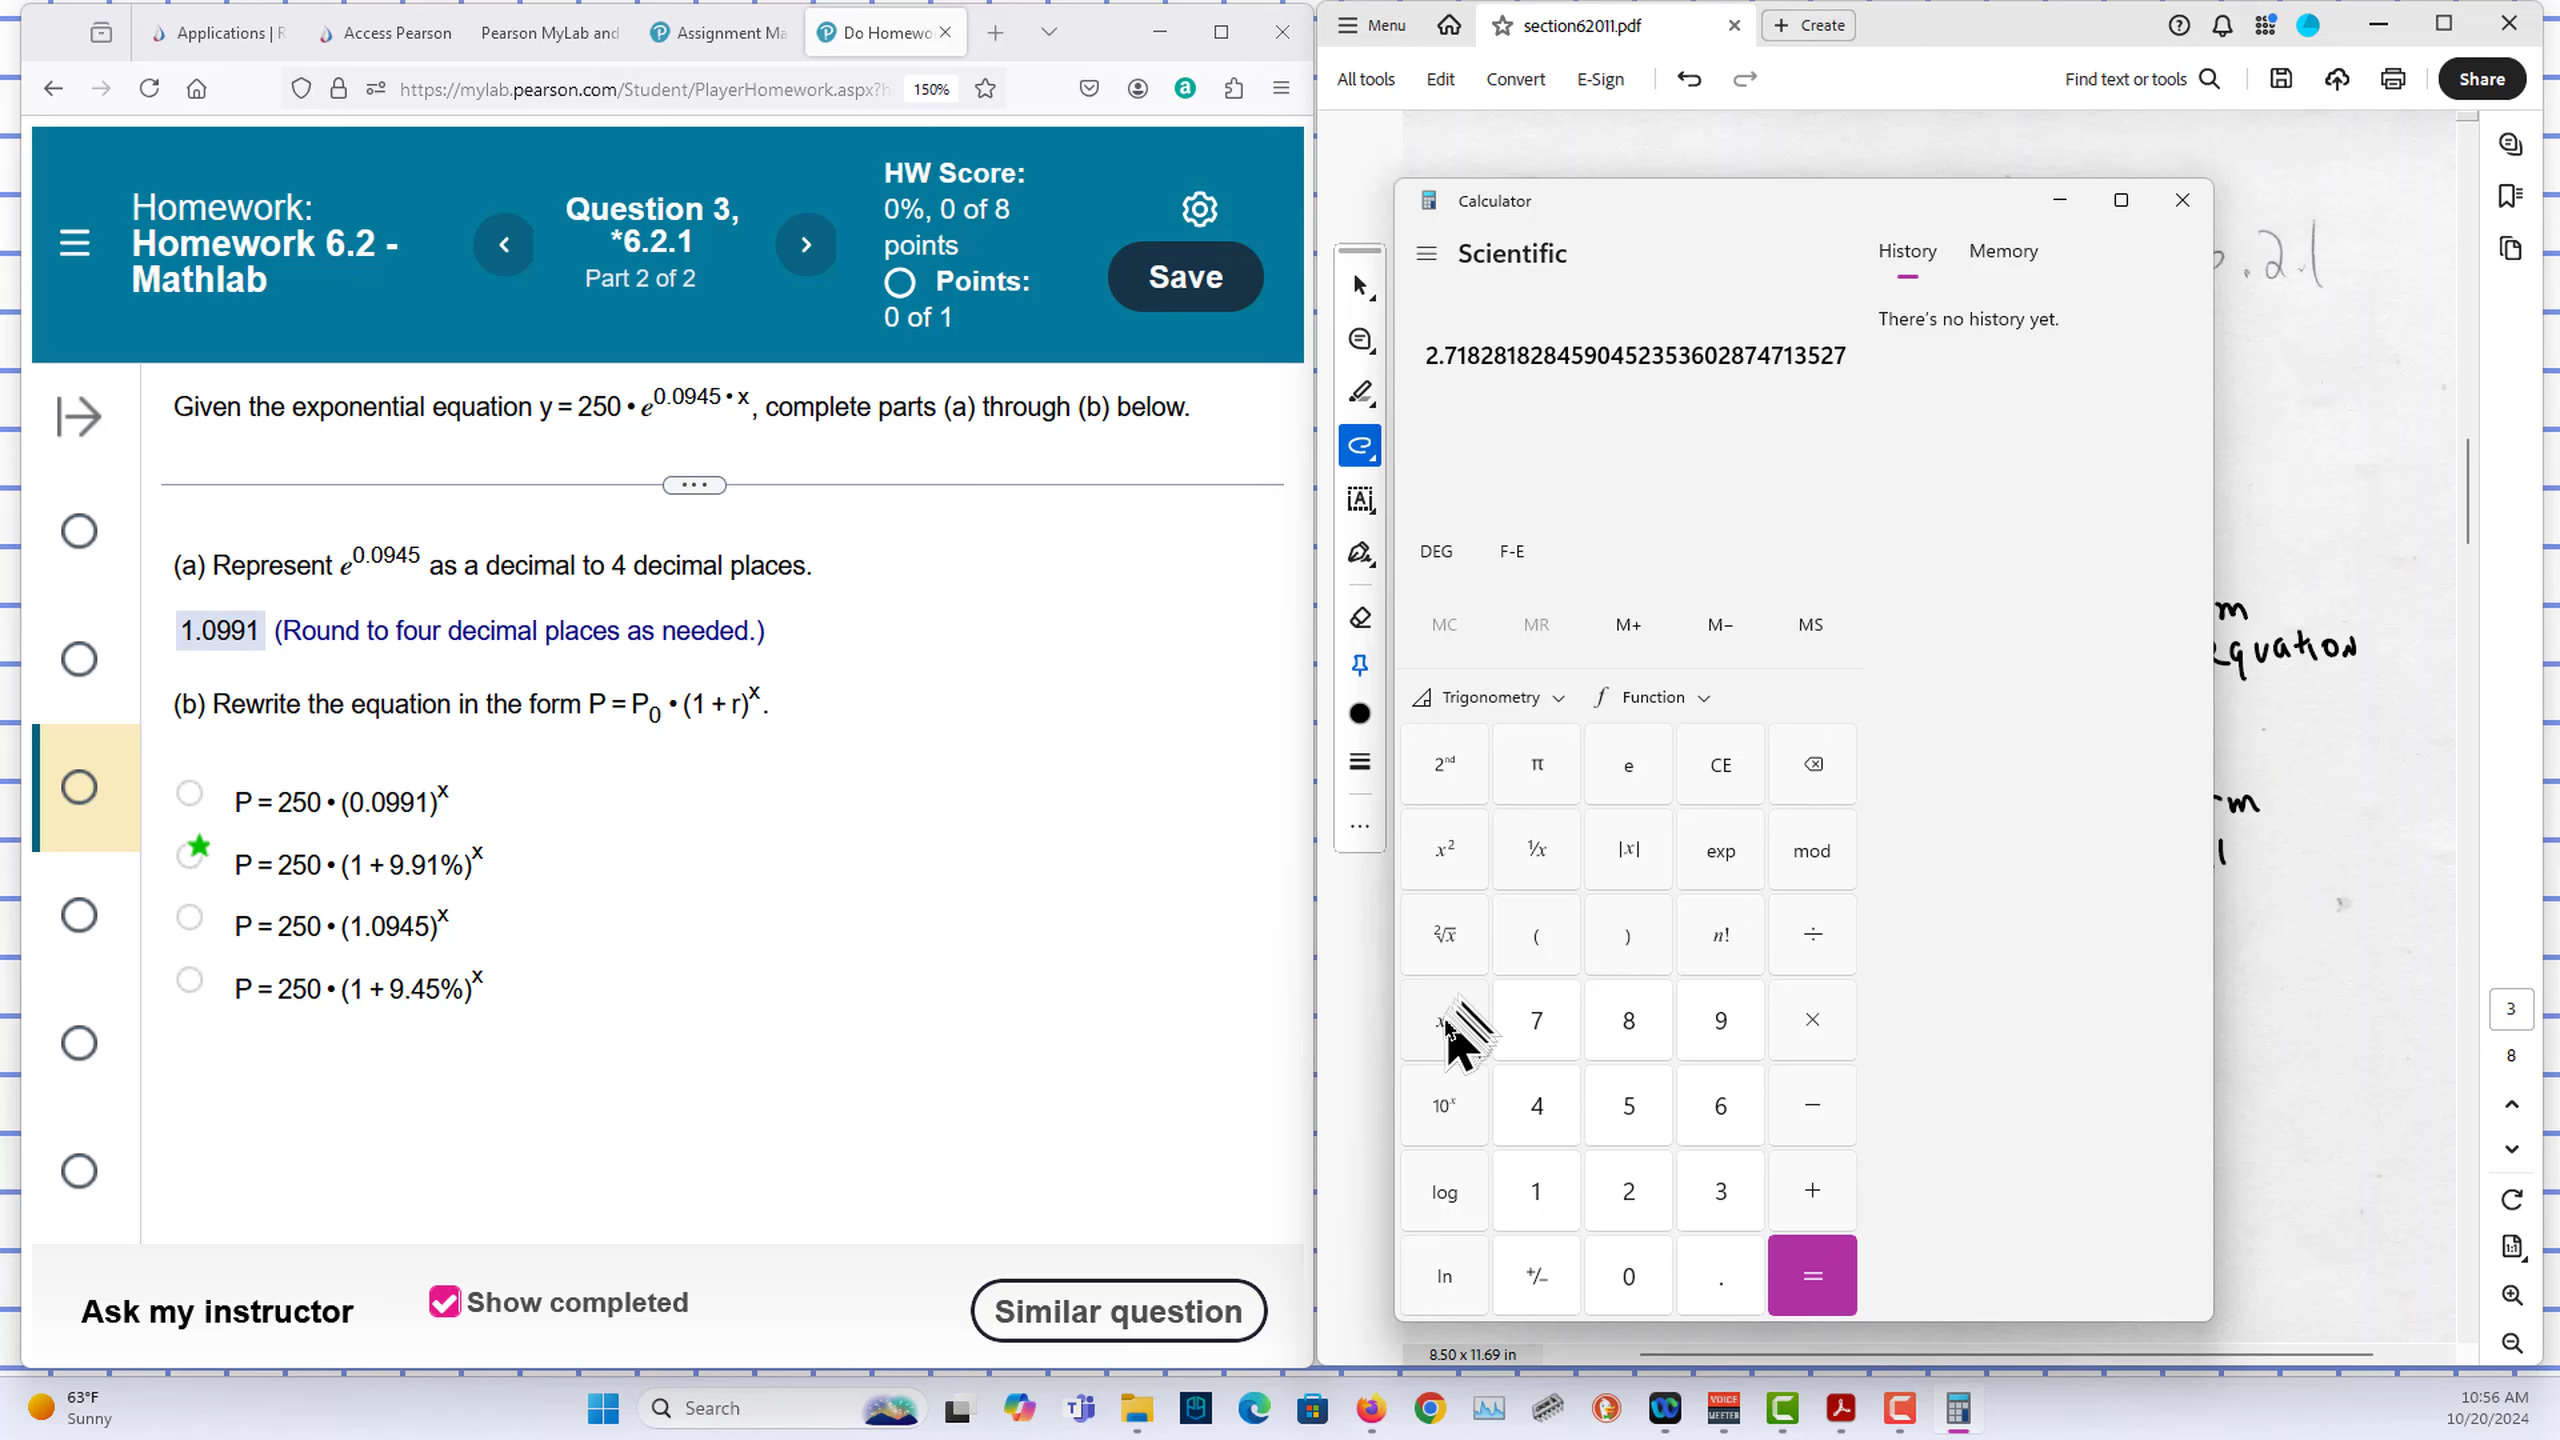 Applications | R
Access Pearson
Pearson MyLab and
Assignment Ma
Do Homewo
https://mylab.pearson.com/Student/PlayerHomework.aspx?h
150%
Homework:
Homework 6.2 -
Mathlab
Question 3,
*6.2.1
Part 2 of 2
HW Score:
0%, 0 of 8
points
Points:
0 of 1
Save
Given the exponential equation y = 250 • e^0.0945 • x, complete parts (a) through (b) below.
(a) Represent e^0.0945 as a decimal to 4 decimal places.
1.0991 (Round to four decimal places as needed.)
(b) Rewrite the equation in the form P = P₀ • (1 + r)^x.
P = 250 • (0.0991)^x
P = 250 • (1 + 9.91%)^x
P = 250 • (1.0945)^x
P = 250 • (1 + 9.45%)^x
Ask my instructor
Show completed
Similar question
Menu
section62011.pdf
Create
All tools
Edit
Convert
E-Sign
Find text or tools
Share
Calculator
Scientific
History
Memory
There's no history yet.
2.7182818284590452353602874713527
DEG
F-E
MC
MR
M+
M−
MS
Trigonometry
Function
2nd
π
e
CE
x²
¹/x
|x|
exp
mod
²√x
(
)
n!
÷
7
8
9
×
10^x
4
5
6
−
log
1
2
3
+
ln
+/−
0
.
=
.2.1
m
equation
m
3
8
8.50 x 11.69 in
63°F
Sunny
Search
VOICE
MEETER
10:56 AM
10/20/2024